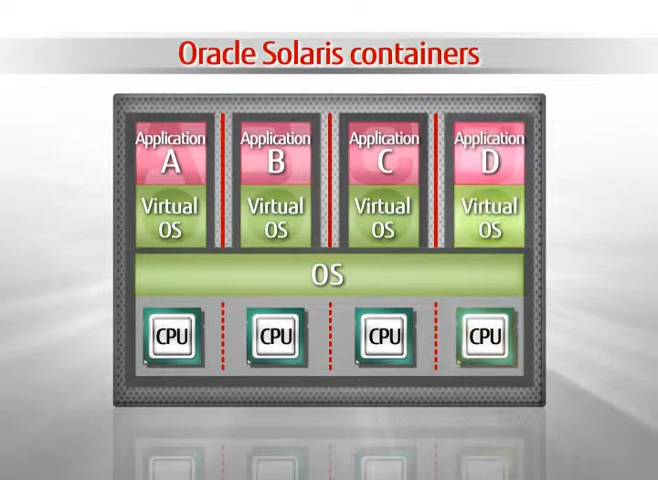 Oracle Solaris containers
Application Application Application Application
A B C D
Virtual Virtual Virtual Virtual
OS OS OS OS
OS
CPU CPU CPU CPU